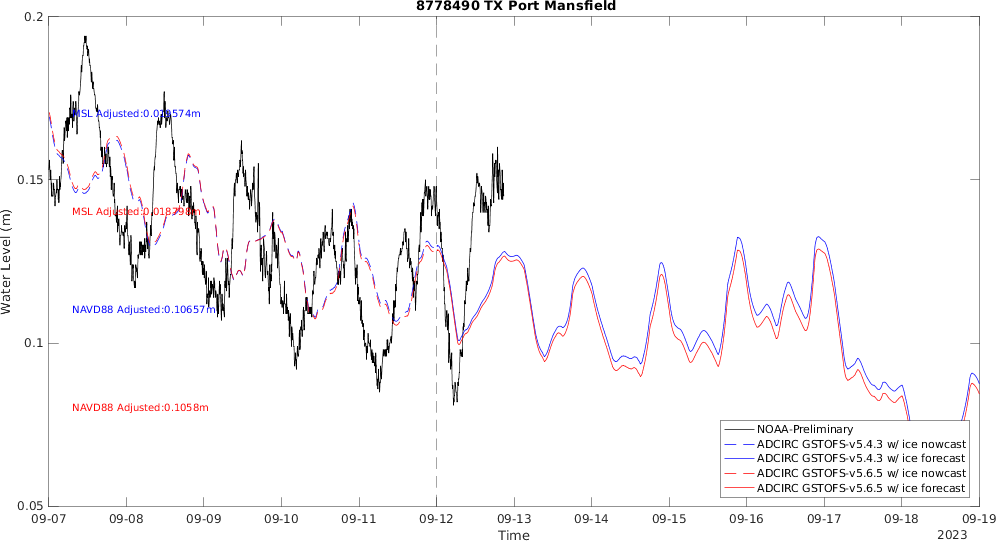 8778490 TX Port Mansfield
0.2
0.15
0.1
0.05
Water Level (m)
MSL Adjusted:
MSL Adjusted:0.018798m
NAVD88 Adjusted:0.10657m
NAVD88 Adjusted:0.1058m
NOAA-Preliminary
ADCIRC GSTOFS-v5.4.3 w/ ice nowcast
ADCIRC GSTOFS-v5.4.3 w/ ice forecast
ADCIRC GSTOFS-v5.6.5 w/ ice nowcast
ADCIRC GSTOFS-v5.6.5 w/ ice forecast
09-07 09-08 09-09 09-10 09-11 09-12 09-13 09-14 09-15 09-16 09-17 09-18 09-19
Time
2023